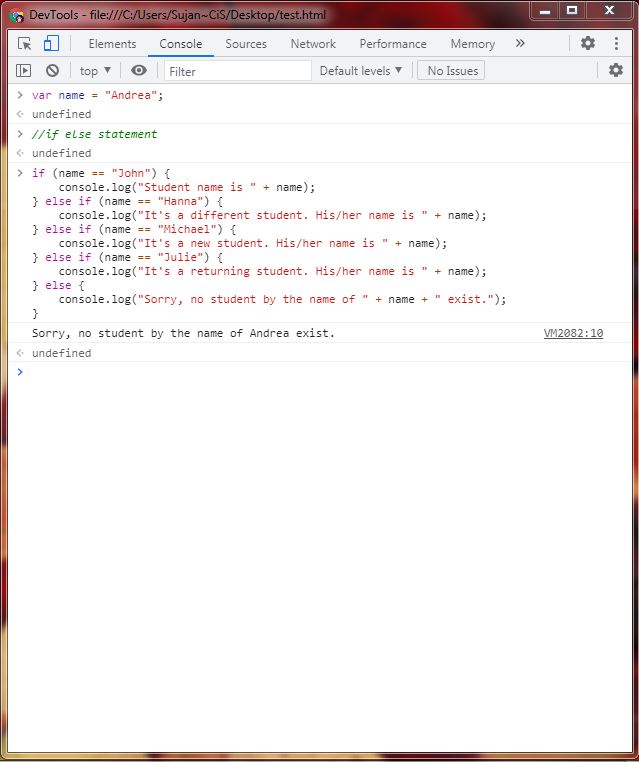 DevTools - file:///C:/Users/Sujan~CiS/Desktop/test.html
Elements Console Sources Network Performance Memory »
top ▼ Filter Default levels ▼ No Issues
> var name = "Andrea";
undefined
> //if else statement
undefined
> if (name == "John") {
console.log("Student name is " + name);
} else if (name == "Hanna") {
console.log("It's a different student. His/her name is " + name);
} else if (name == "Michael") {
console.log("It's a new student. His/her name is " + name);
} else if (name == "Julie") {
console.log("It's a returning student. His/her name is " + name);
} else {
console.log("Sorry, no student by the name of " + name + " exist.");
}
Sorry, no student by the name of Andrea exist. VM2082:10
undefined
>